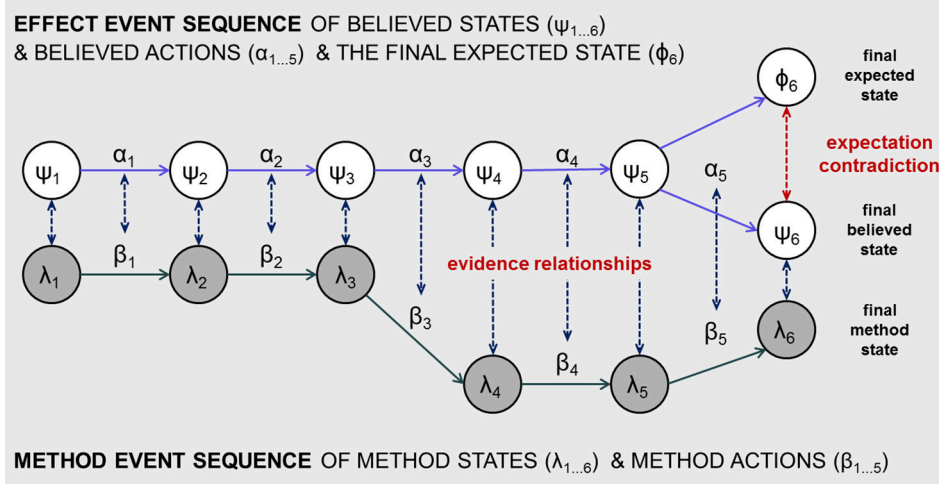 EFFECT EVENT SEQUENCE OF BELIEVED STATES (ψ1...6)
& BELIEVED ACTIONS (α1...5) & THE FINAL EXPECTED STATE (ϕ6)
ϕ6
final
expected
state
expectation
contradiction
α1
α2
α3
α4
α5
ψ1
ψ2
ψ3
ψ4
ψ5
ψ6
final
believed
state
evidence relationships
λ1
β1
λ2
β2
λ3
β3
λ4
β4
λ5
β5
λ6
final
method
state
METHOD EVENT SEQUENCE OF METHOD STATES (λ1...6) & METHOD ACTIONS (β1...5)